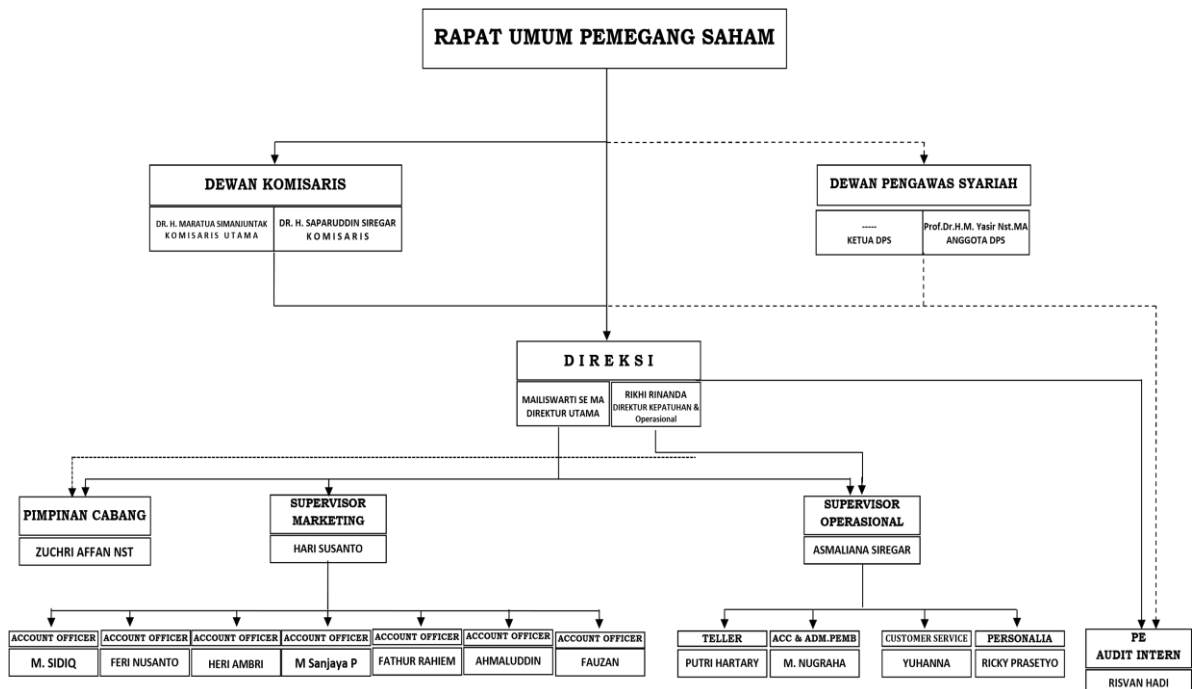 RAPAT UMUM PEMEGANG SAHAM
DEWAN KOMISARIS
DR. H. MARATUA SIMANJUNTAK
KOMISARIS UTAMA
DR. H. SAPARUDDIN SIREGAR
KOMISARIS
DEWAN PENGAWAS SYARIAH
-----
KETUA DPS
Prof.Dr.H.M. Yasir Nst.MA
ANGGOTA DPS
DIREKSI
MAILISWARTI SE MA
DIREKTUR UTAMA
RIKHI RINANDA
DIREKTUR KEPATUHAN &
Operasional
PIMPINAN CABANG
ZUCHRI AFFAN NST
SUPERVISOR
MARKETING
HARI SUSANTO
SUPERVISOR
OPERASIONAL
ASMALIANA SIREGAR
ACCOUNT OFFICER
M. SIDIQ
ACCOUNT OFFICER
FERI NUSANTO
ACCOUNT OFFICER
HERI AMBRI
ACCOUNT OFFICER
M Sanjaya P
ACCOUNT OFFICER
FATHUR RAHIEM
ACCOUNT OFFICER
AHMALUDDIN
ACCOUNT OFFICER
FAUZAN
TELLER
PUTRI HARTARY
ACC & ADM.PEMB
M. NUGRAHA
CUSTOMER SERVICE
YUHANNA
PERSONALIA
RICKY PRASETYO
PE
AUDIT INTERN
RISVAN HADI